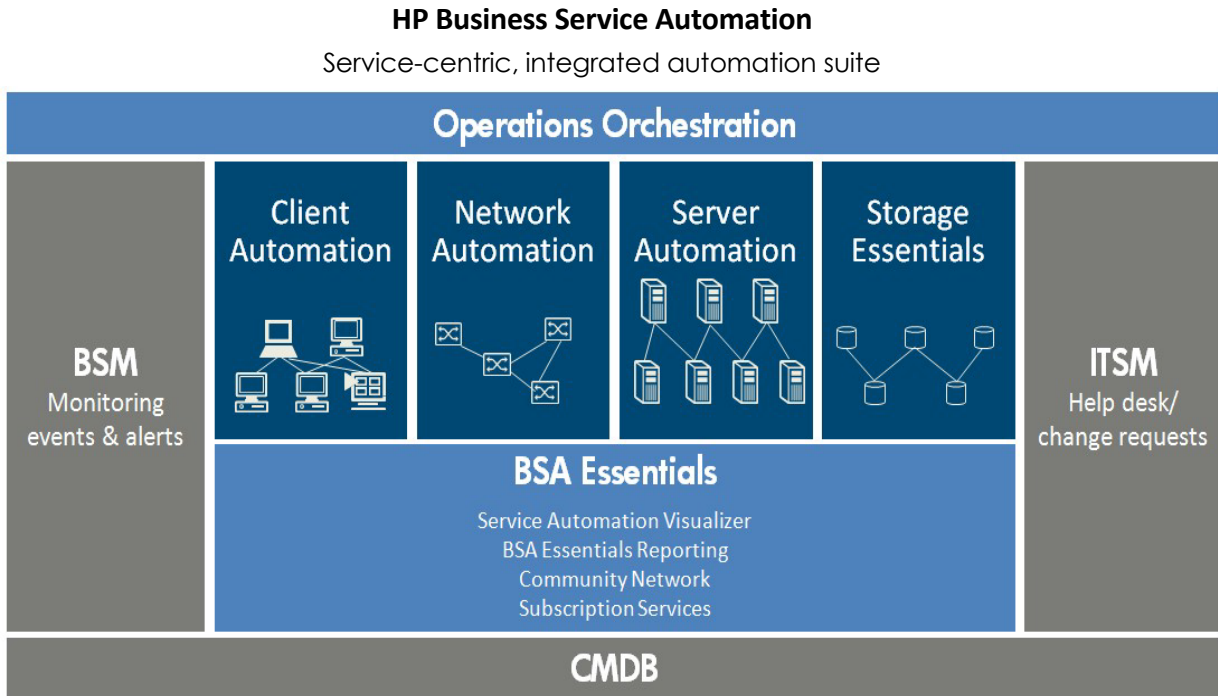 HP Business Service Automation
Service-centric, integrated automation suite
Operations Orchestration
BSM
Monitoring
events & alerts
Client
Automation
Network
Automation
Server
Automation
Storage
Essentials
ITSM
Help desk/
change requests
BSA Essentials
Service Automation Visualizer
BSA Essentials Reporting
Community Network
Subscription Services
CMDB